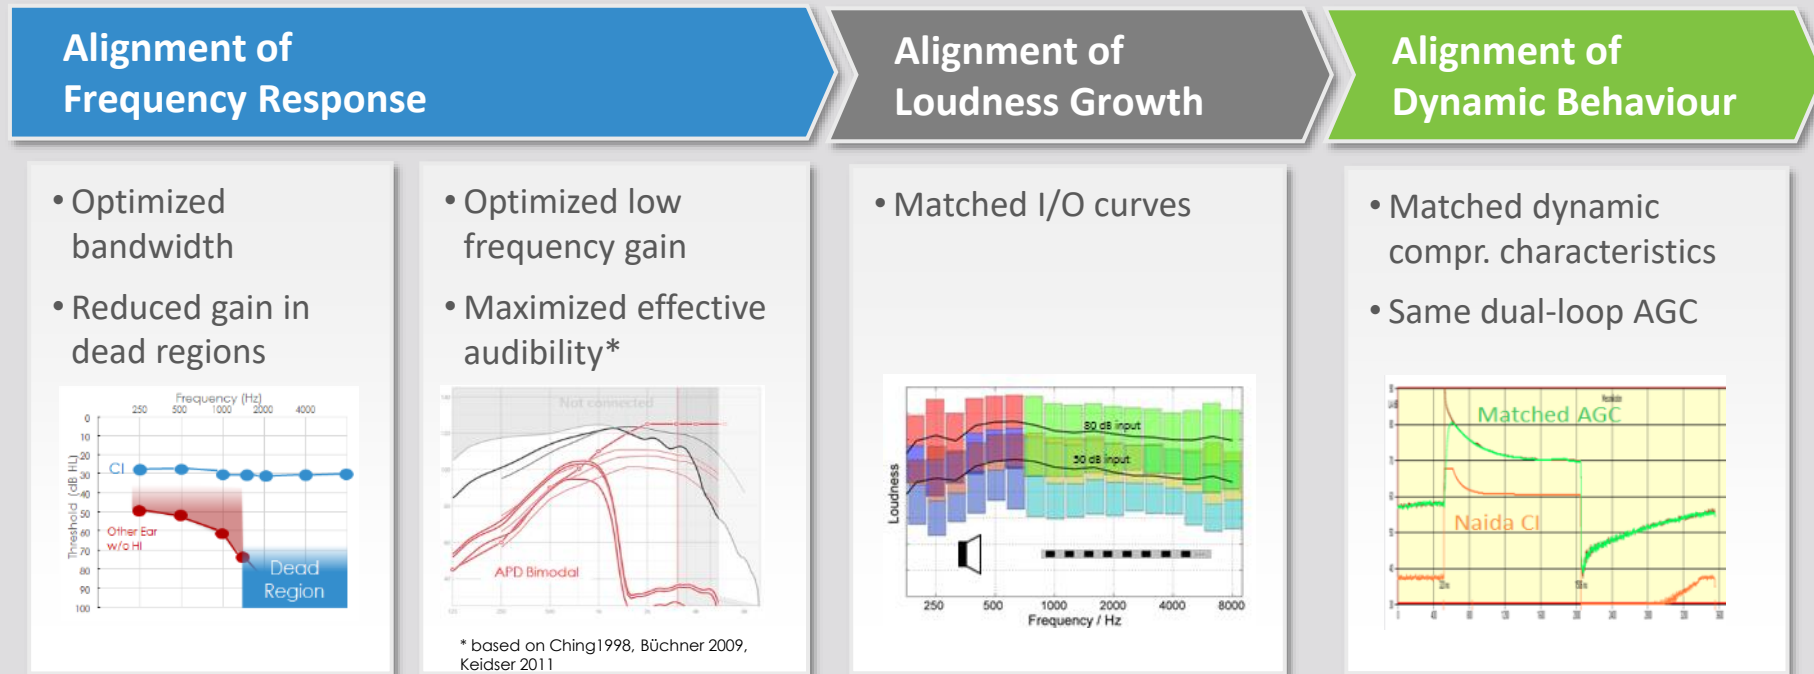 Alignment of
Frequency Response
Alignment of
Loudness Growth
Alignment of
Dynamic Behaviour
• Optimized
bandwidth
• Reduced gain in
dead regions
Frequency (Hz)
250 500 1000 2000 4000
Threshold (dB HL)
0
10
20
30
40
50
60
70
80
90
100
CI
Other Ear
w/o HI
Dead
Region
• Optimized low
frequency gain
• Maximized effective
audibility*
Not connected
APD Bimodal
* based on Ching1998, Büchner 2009,
Keidser 2011
• Matched I/O curves
80 dB input
50 dB input
Loudness
250 500 1000 2000 4000 8000
Frequency / Hz
• Matched dynamic
compr. characteristics
• Same dual-loop AGC
Matched AGC
Naida CI